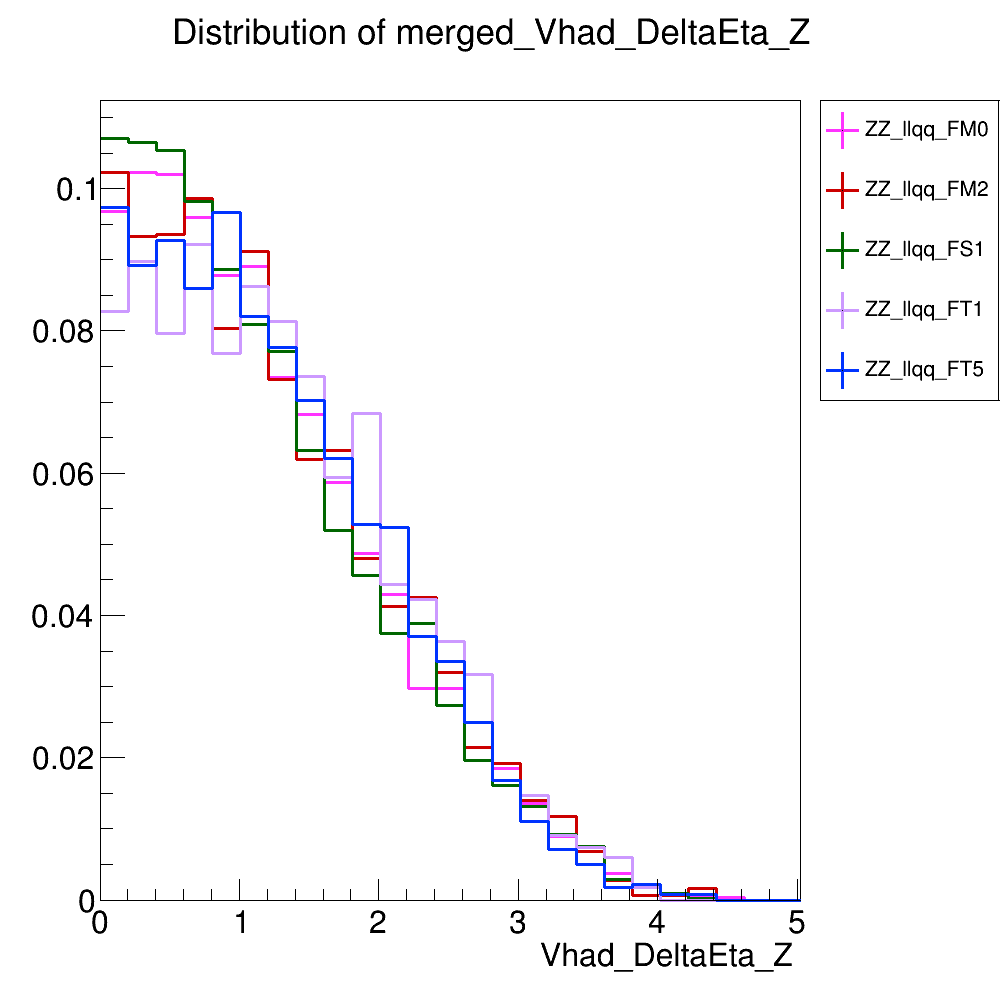 Distribution of merged_Vhad_DeltaEta_Z
ZZ_llqq_FM0
ZZ_llqq_FM2
ZZ_llqq_FS1
ZZ_llqq_FT1
ZZ_llqq_FT5
0.1
0.08
0.06
0.04
0.02
0
0 1 2 3 4 5
Vhad_DeltaEta_Z